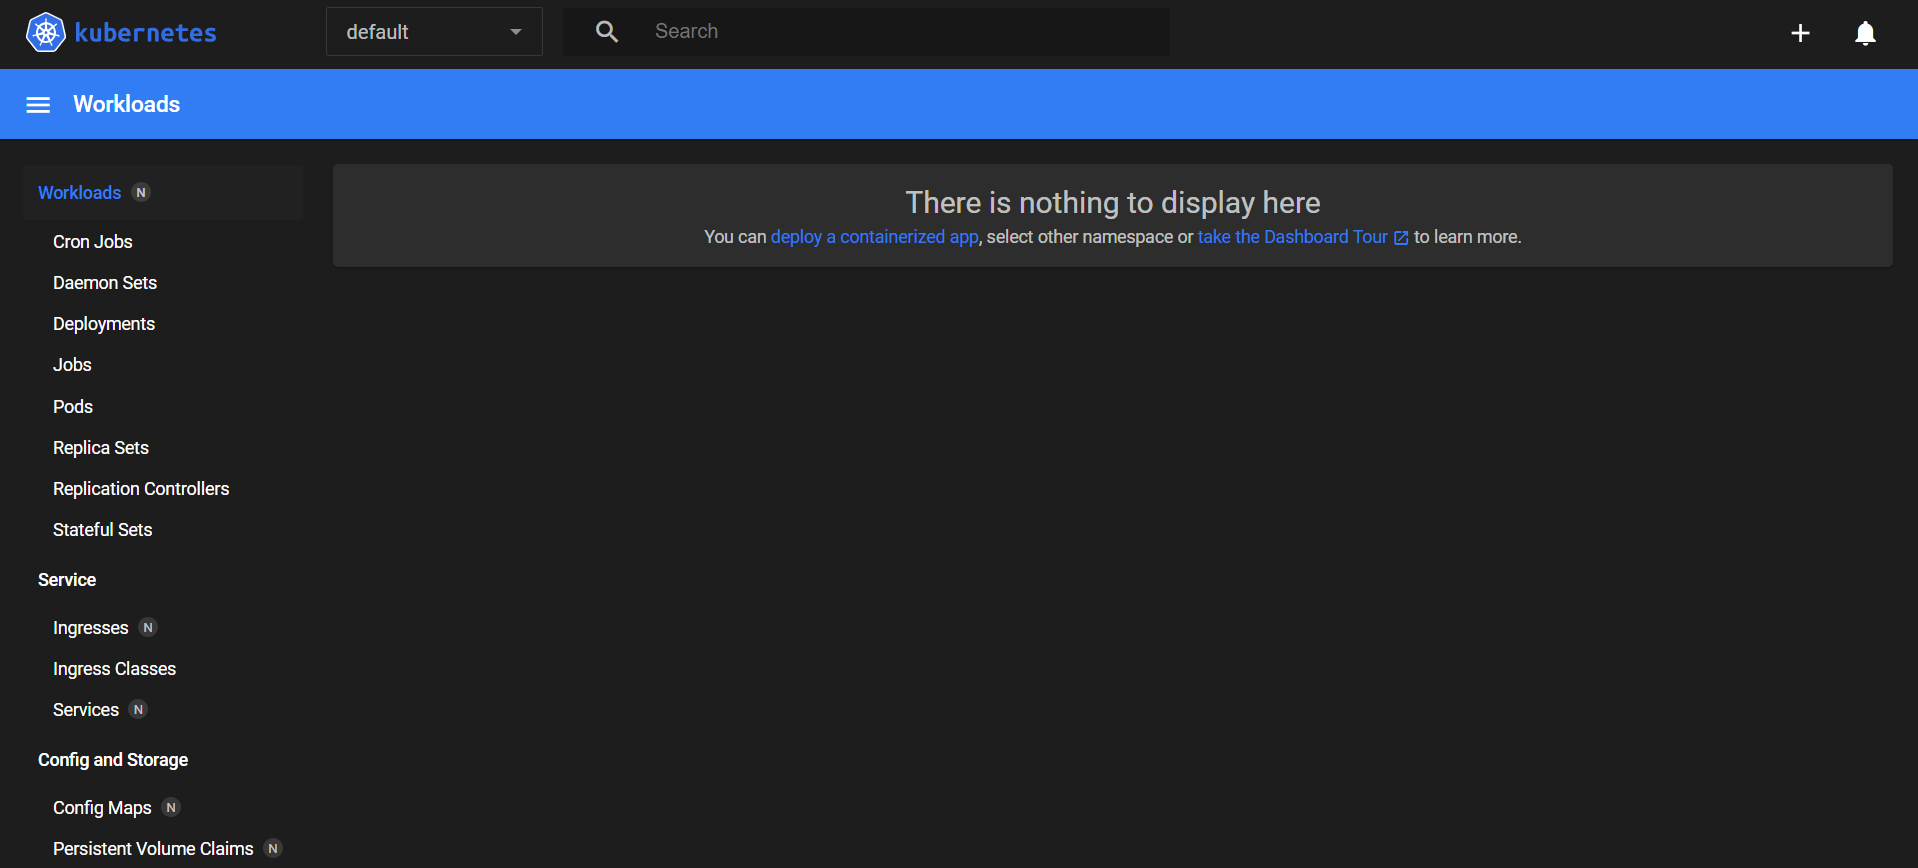 kubernetes
default
Search
Workloads
Workloads N
Cron Jobs
Daemon Sets
Deployments
Jobs
Pods
Replica Sets
Replication Controllers
Stateful Sets
Service
Ingresses N
Ingress Classes
Services N
Config and Storage
Config Maps N
Persistent Volume Claims N
There is nothing to display here
You can deploy a containerized app, select other namespace or take the Dashboard Tour to learn more.